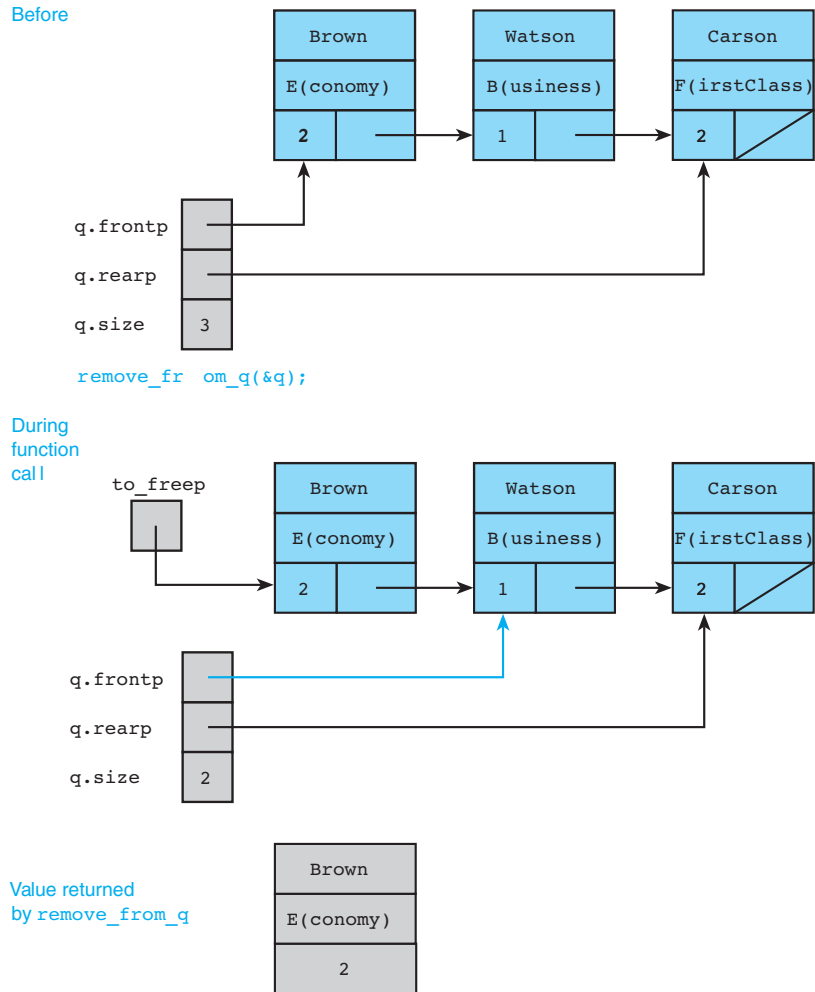 Before
Brown Watson Carson
E(conomy) B(usiness) F(irstClass)
2 1 2
q.frontp
q.rearp
q.size 3
remove_fr om_q(&q);
During
function
cal l
to_freep
Brown Watson Carson
E(conomy) B(usiness) F(irstClass)
2 1 2
q.frontp
q.rearp
q.size 2
Value returned
by remove_from_q
Brown
E(conomy)
2